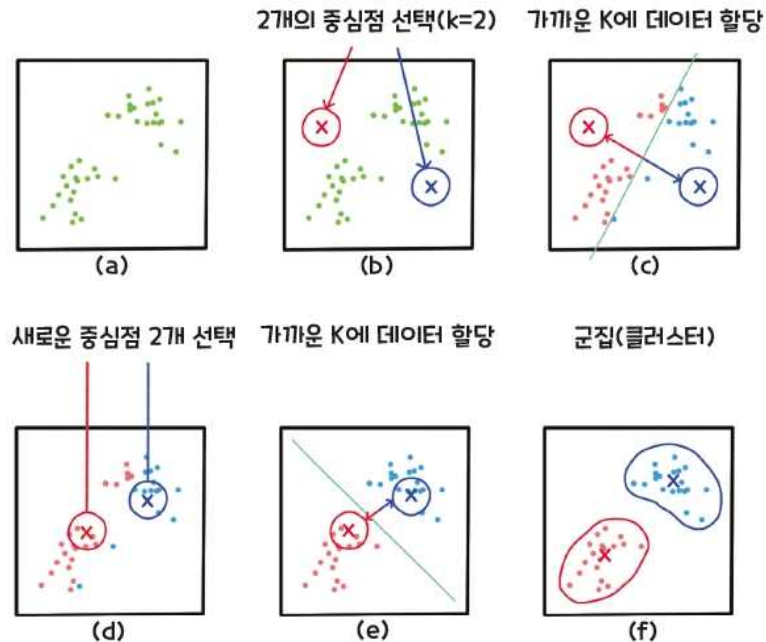 2개의 중심점 선택(k=2)
가까운 K에 데이터 할당
(a)
(b)
(c)
새로운 중심점 2개 선택
가까운 K에 데이터 할당
군집(클러스터)
(d)
(e)
(f)